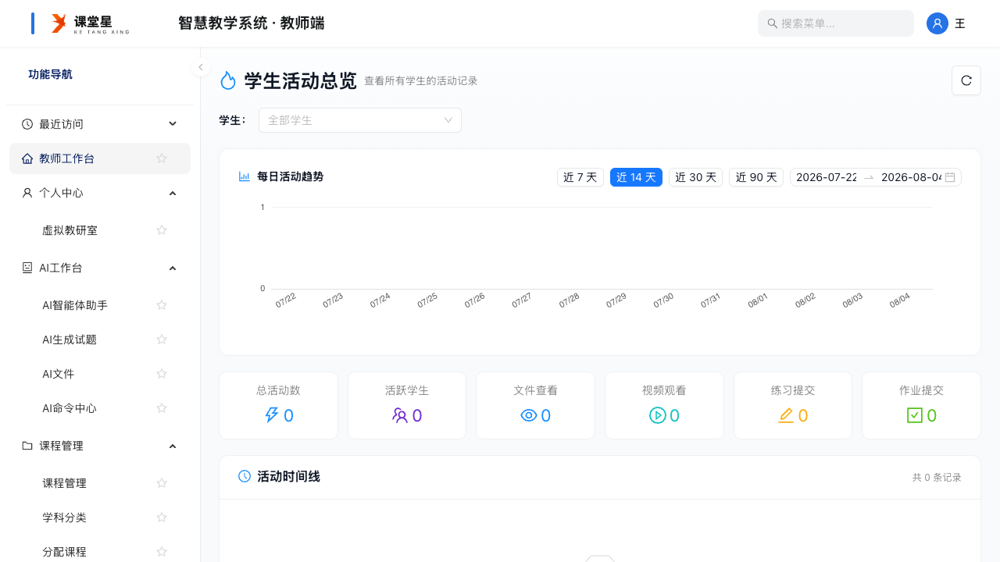 课堂星
KE TANG XING
智慧教学系统 · 教师端
搜索菜单...
王
功能导航
最近访问
教师工作台
个人中心
虚拟教研室
AI工作台
AI智能体助手
AI生成试题
AI文件
AI命令中心
课程管理
课程管理
学科分类
分配课程
学生活动总览 查看所有学生的活动记录
学生：
全部学生
每日活动趋势
近 7 天 近 14 天 近 30 天 近 90 天 2026-07-22 2026-08-04
1
0
07/22 07/23 07/24 07/25 07/26 07/27 07/28 07/29 07/30 07/31 08/01 08/02 08/03 08/04
总活动数 活跃学生 文件查看 视频观看 练习提交 作业提交
0 0 0 0 0 0
活动时间线 共 0 条记录